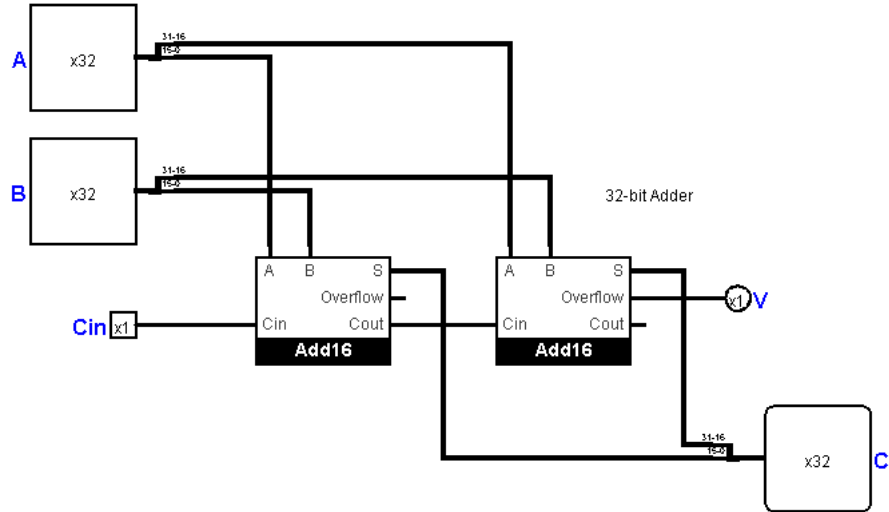 31-16
15-0
A
x32
31-16
15-0
B
x32
32-bit Adder
A B S
Overflow
Cin Cout
Add16
A B S
Overflow
Cin Cout
Add16
Cin x1
x1 V
31-16
15-0
x32
C